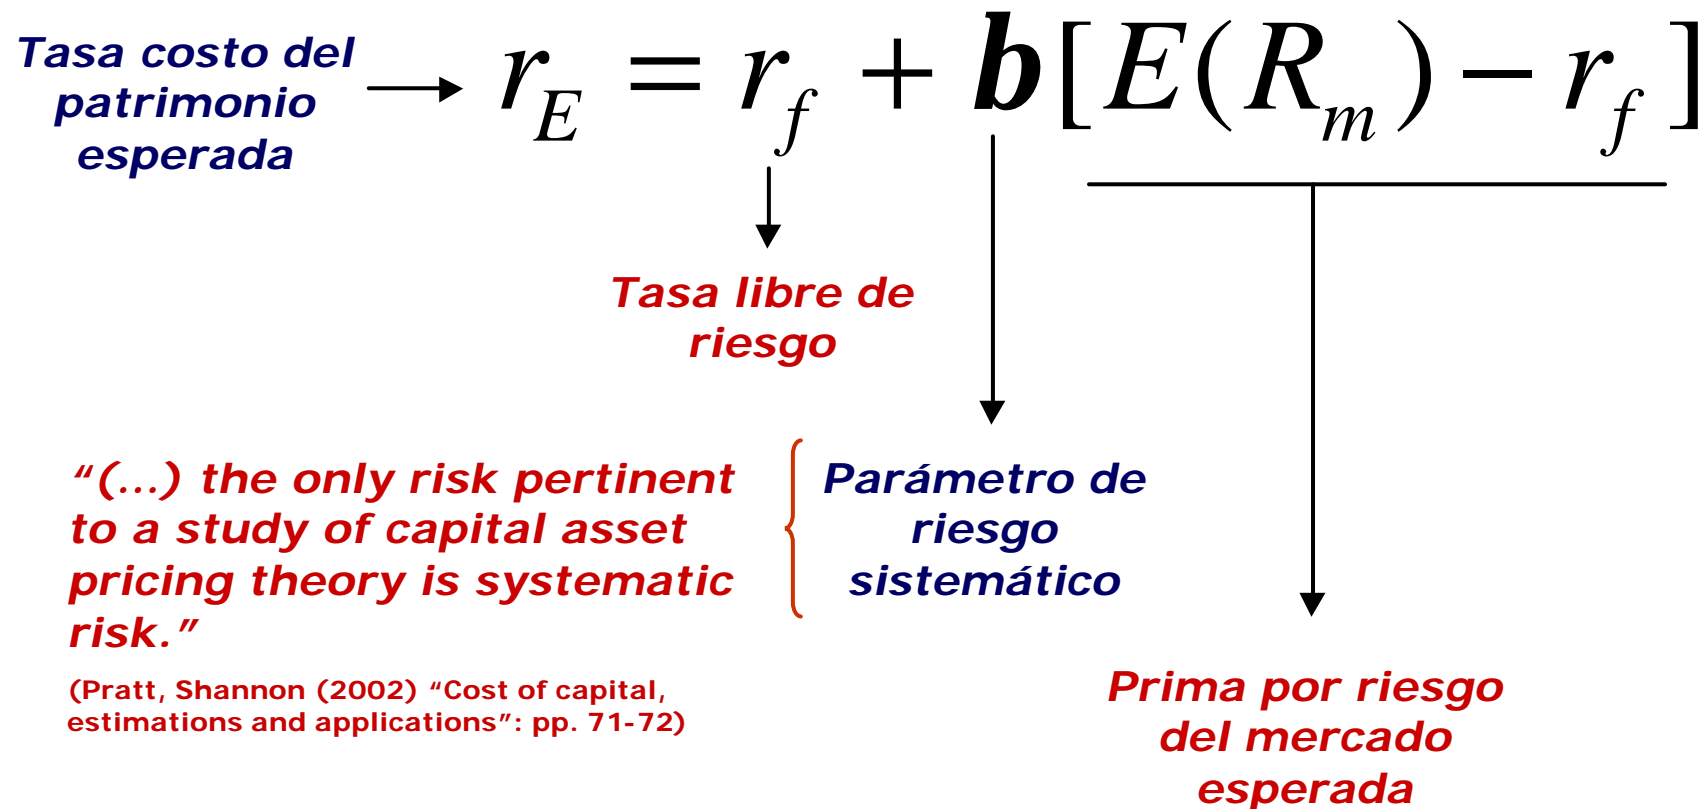 Tasa costo del
patrimonio
esperada
r_E = r_f + b[E(R_m) − r_f]
Tasa libre de
riesgo
“(...) the only risk pertinent
to a study of capital asset
pricing theory is systematic
risk.”
(Pratt, Shannon (2002) “Cost of capital,
estimations and applications”: pp. 71-72)
Parámetro de
riesgo
sistemático
Prima por riesgo
del mercado
esperada